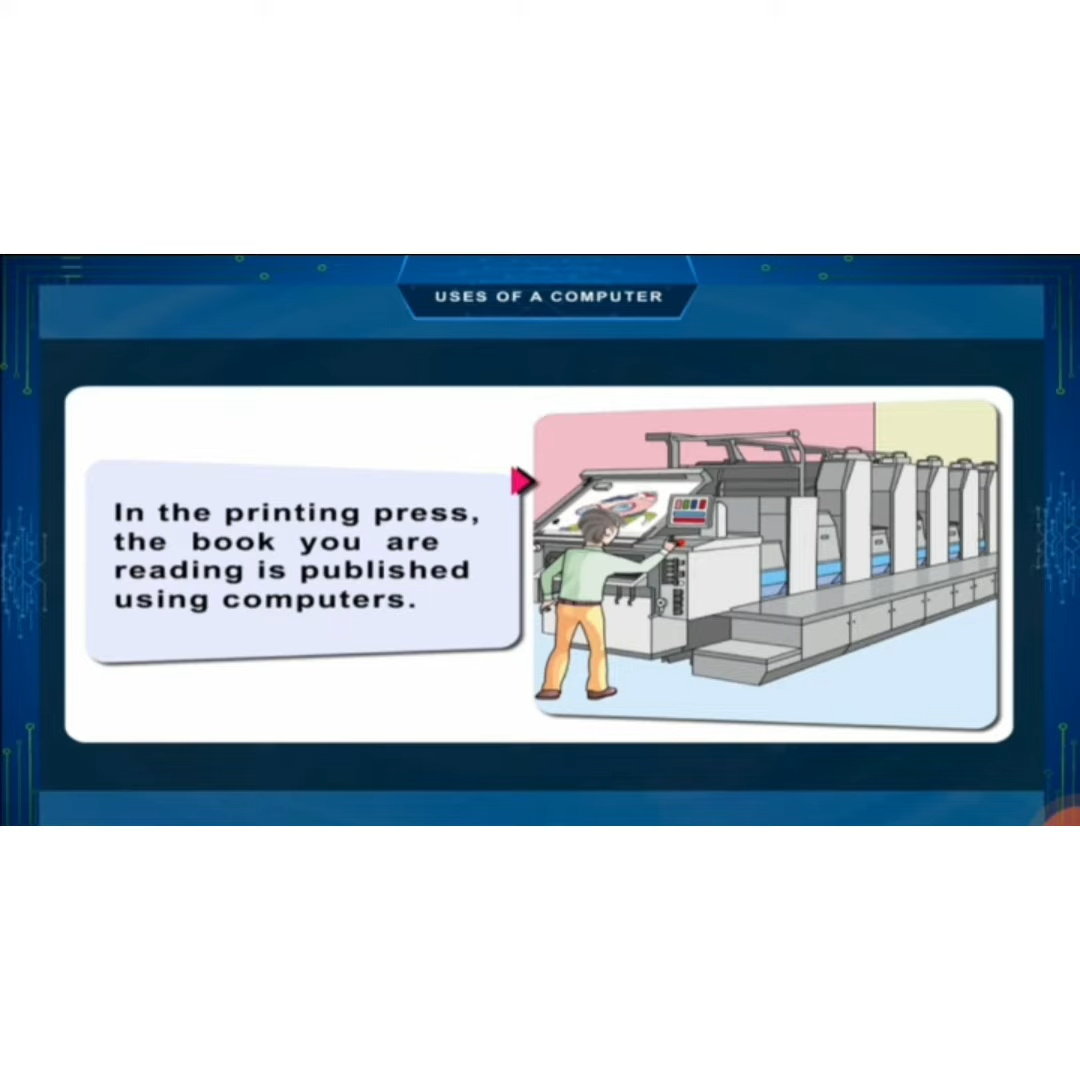 USES OF A COMPUTER
In the printing press,
the book you are
reading is published
using computers.